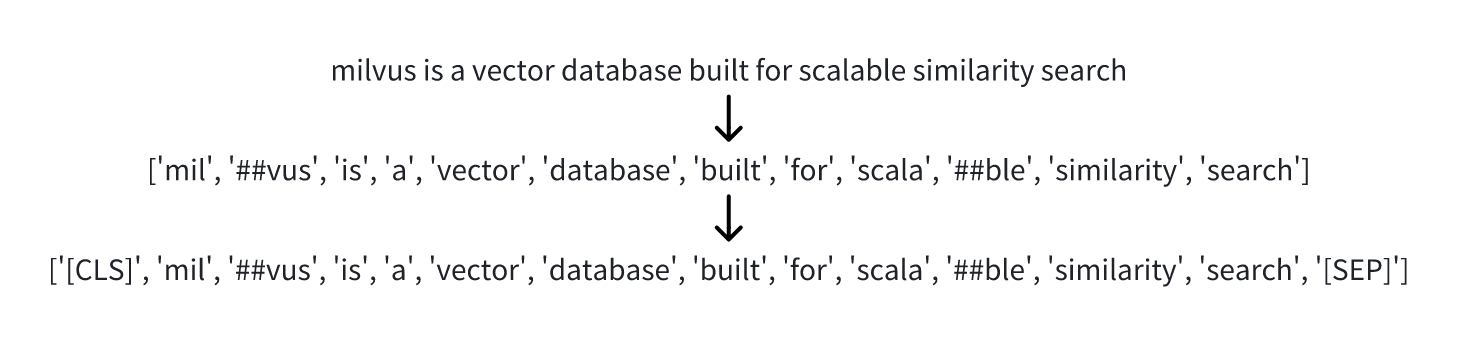 milvus is a vector database built for scalable similarity search
['mil', '##vus', 'is', 'a', 'vector', 'database', 'built', 'for', 'scala', '##ble', 'similarity', 'search']
['[CLS]', 'mil', '##vus', 'is', 'a', 'vector', 'database', 'built', 'for', 'scala', '##ble', 'similarity', 'search', '[SEP]']